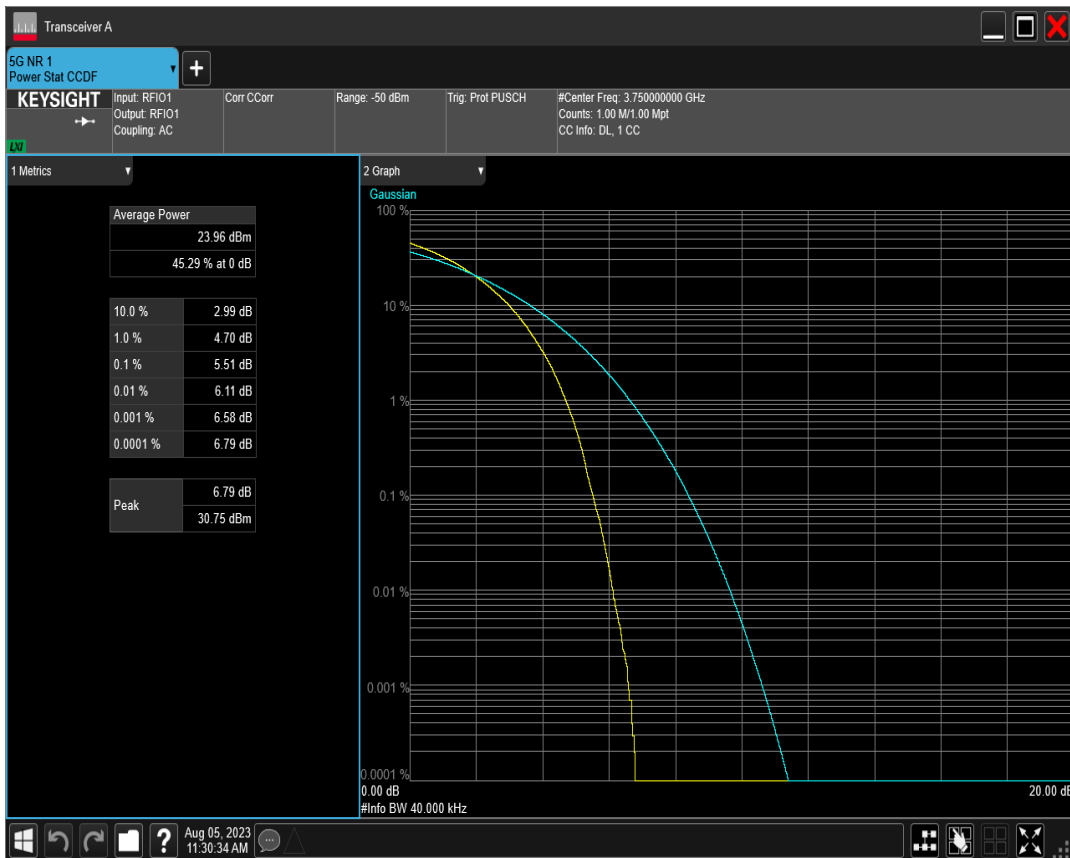 Transceiver A
5G NR 1
Power Stat CCDF
+
KEYSIGHT
LXI
Input: RFIO1
Output: RFIO1
Coupling: AC
Corr CCorr
Range: -50 dBm
Trig: Prot PUSCH
#Center Freq: 3.750000000 GHz
Counts: 1.00 M/1.00 Mpt
CC Info: DL, 1 CC
1 Metrics
Average Power
23.96 dBm
45.29 % at 0 dB
10.0 % 2.99 dB
1.0 % 4.70 dB
0.1 % 5.51 dB
0.01 % 6.11 dB
0.001 % 6.58 dB
0.0001 % 6.79 dB
Peak
6.79 dB
30.75 dBm
2 Graph
Gaussian
100 %
10 %
1 %
0.1 %
0.01 %
0.001 %
0.0001 %
0.00 dB
20.00 dB
#Info BW 40.000 kHz
?
Aug 05, 2023
11:30:34 AM